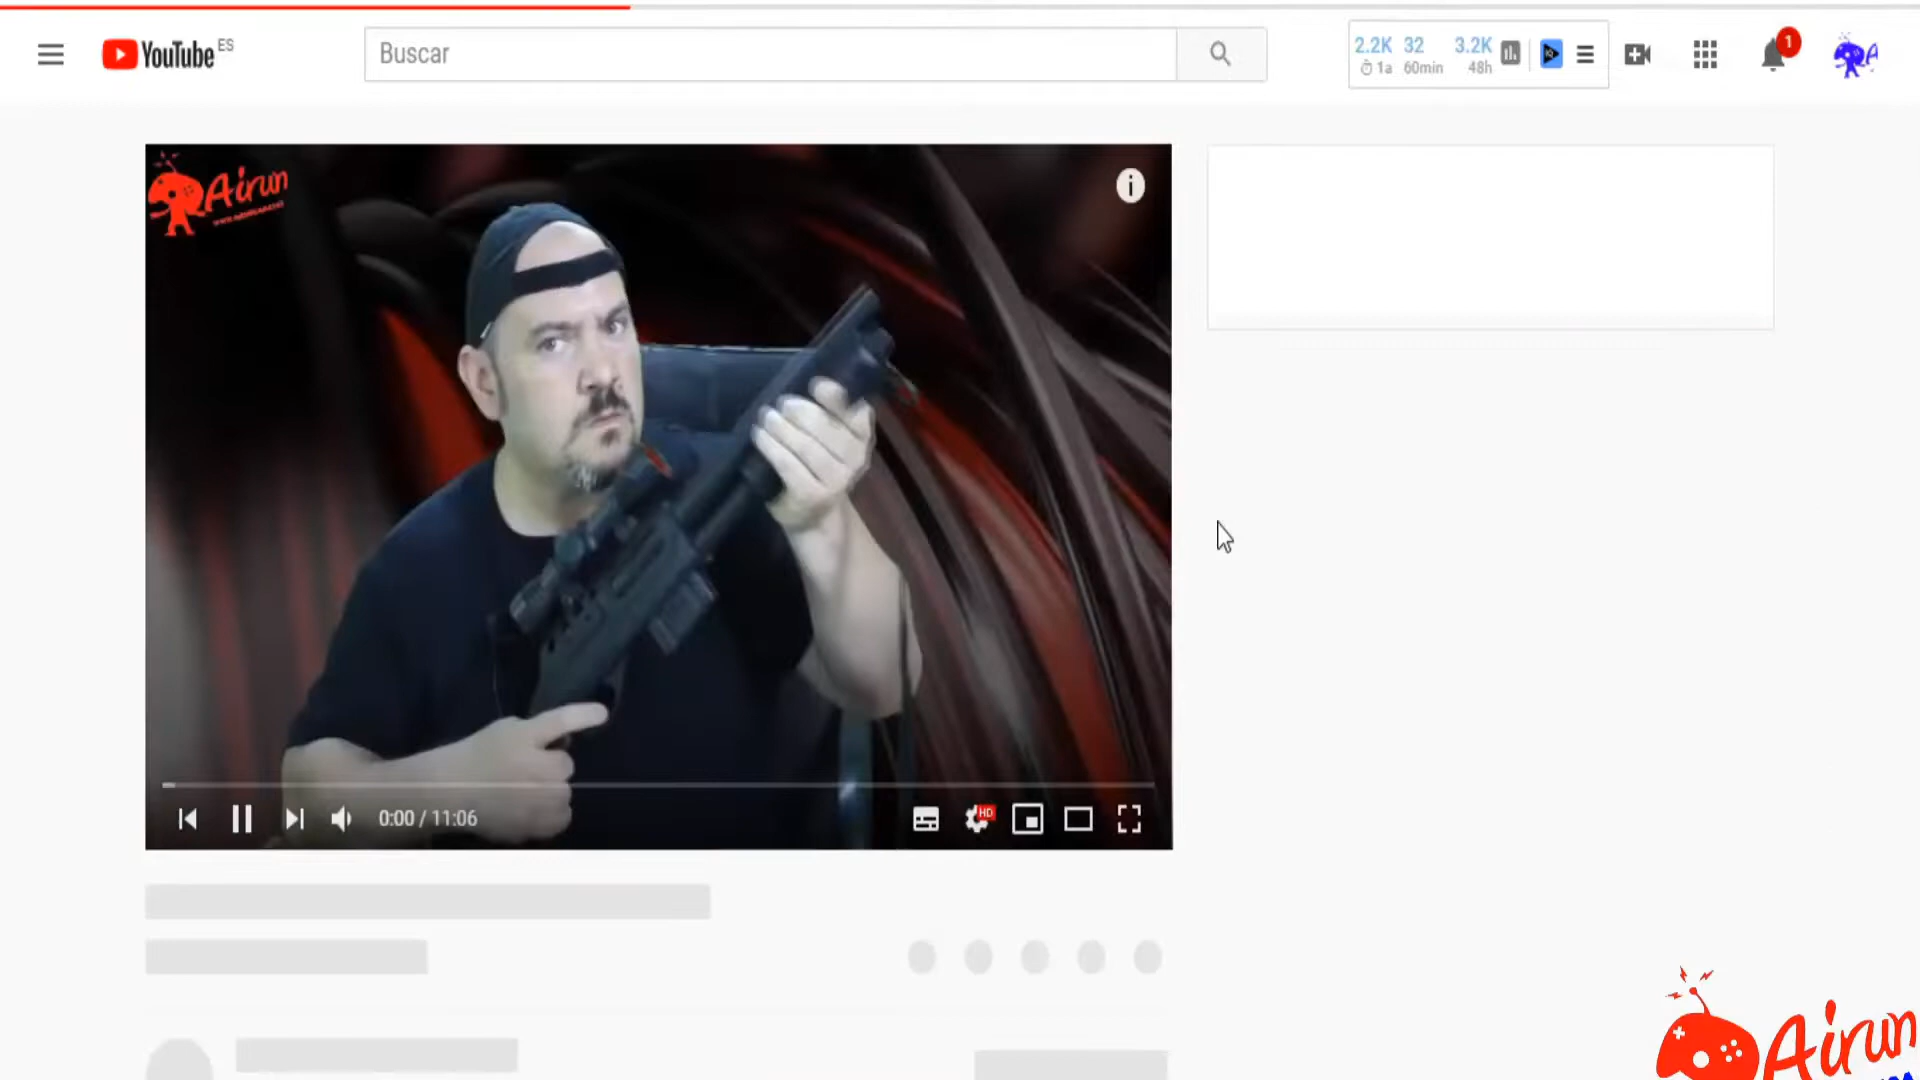 YouTube ES
Buscar
2.2K 32 3.2K
1a 60min 48h
1
Airun
0:00 / 11:06
HD
Airun